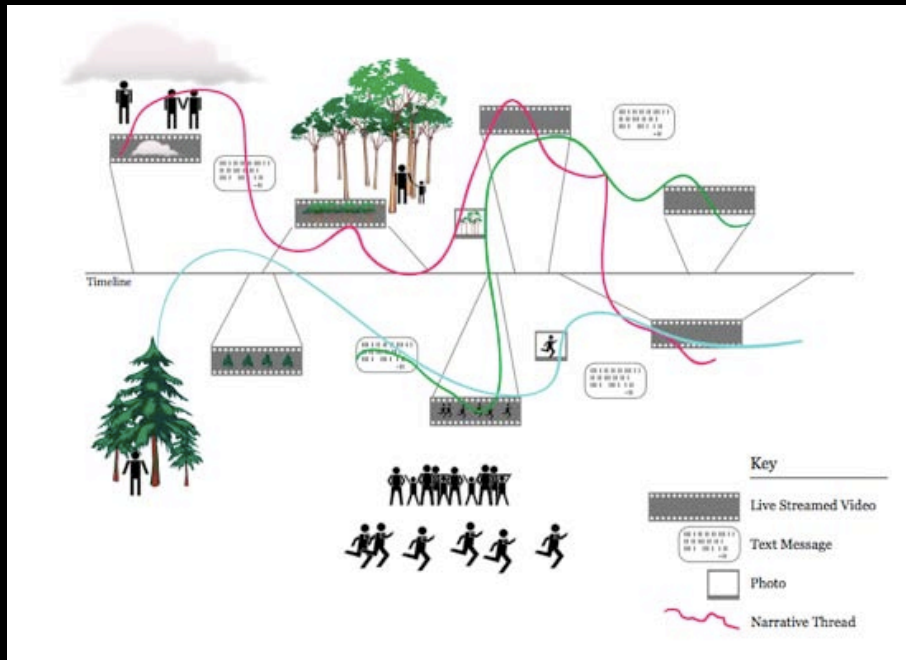 Timeline
Key
Live Streamed Video
Text Message
Photo
Narrative Thread